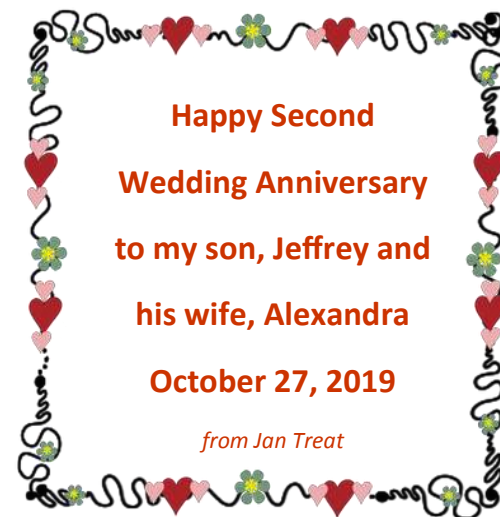 Happy Second
Wedding Anniversary
to my son, Jeffrey and
his wife, Alexandra
October 27, 2019
from Jan Treat